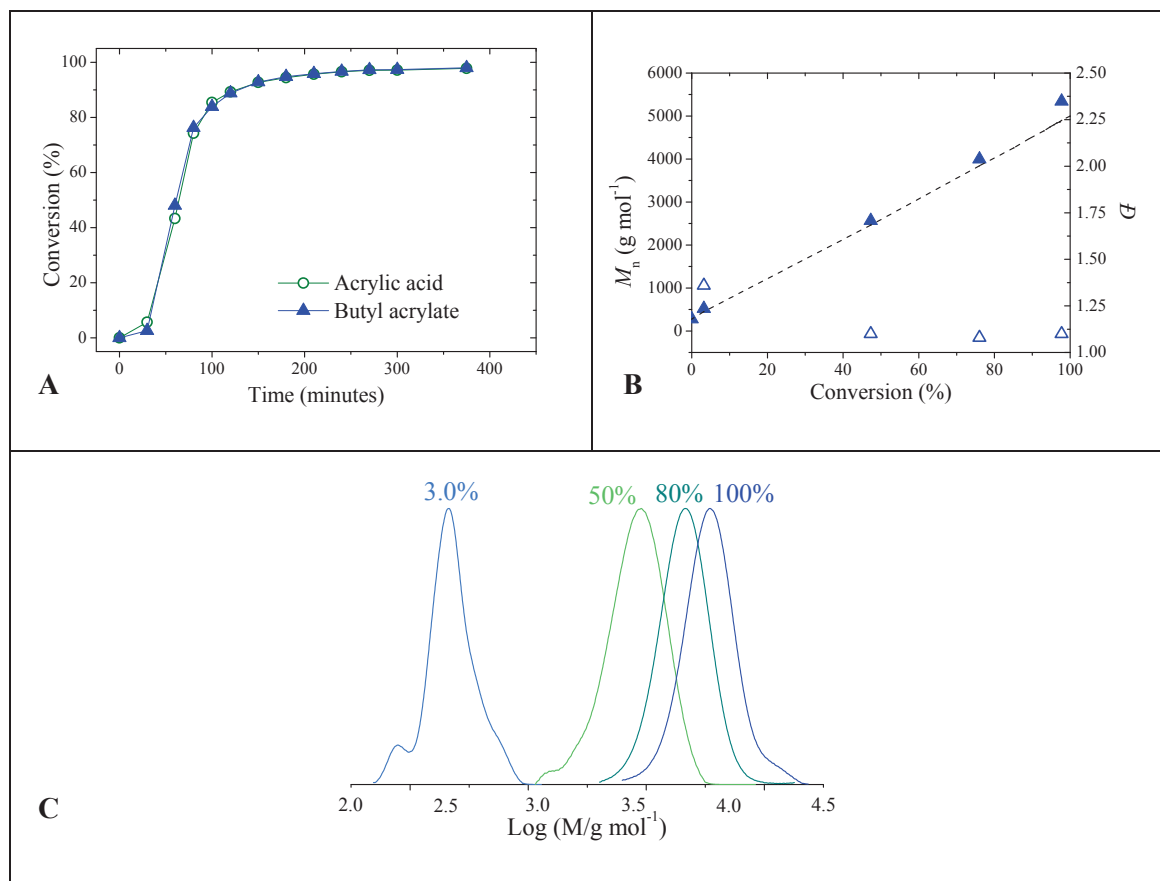 100
80
60
40
20
0
Conversion (%)
Acrylic acid
Butyl acrylate
0 100 200 300 400
Time (minutes)
A
6000
5000
4000
3000
2000
1000
0
Mn (g mol-1)
2.50
2.25
2.00
1.75
1.50
1.25
1.00
Đ
0 20 40 60 80 100
Conversion (%)
B
3.0% 50% 80% 100%
2.0 2.5 3.0 3.5 4.0 4.5
Log (M/g mol-1)
C